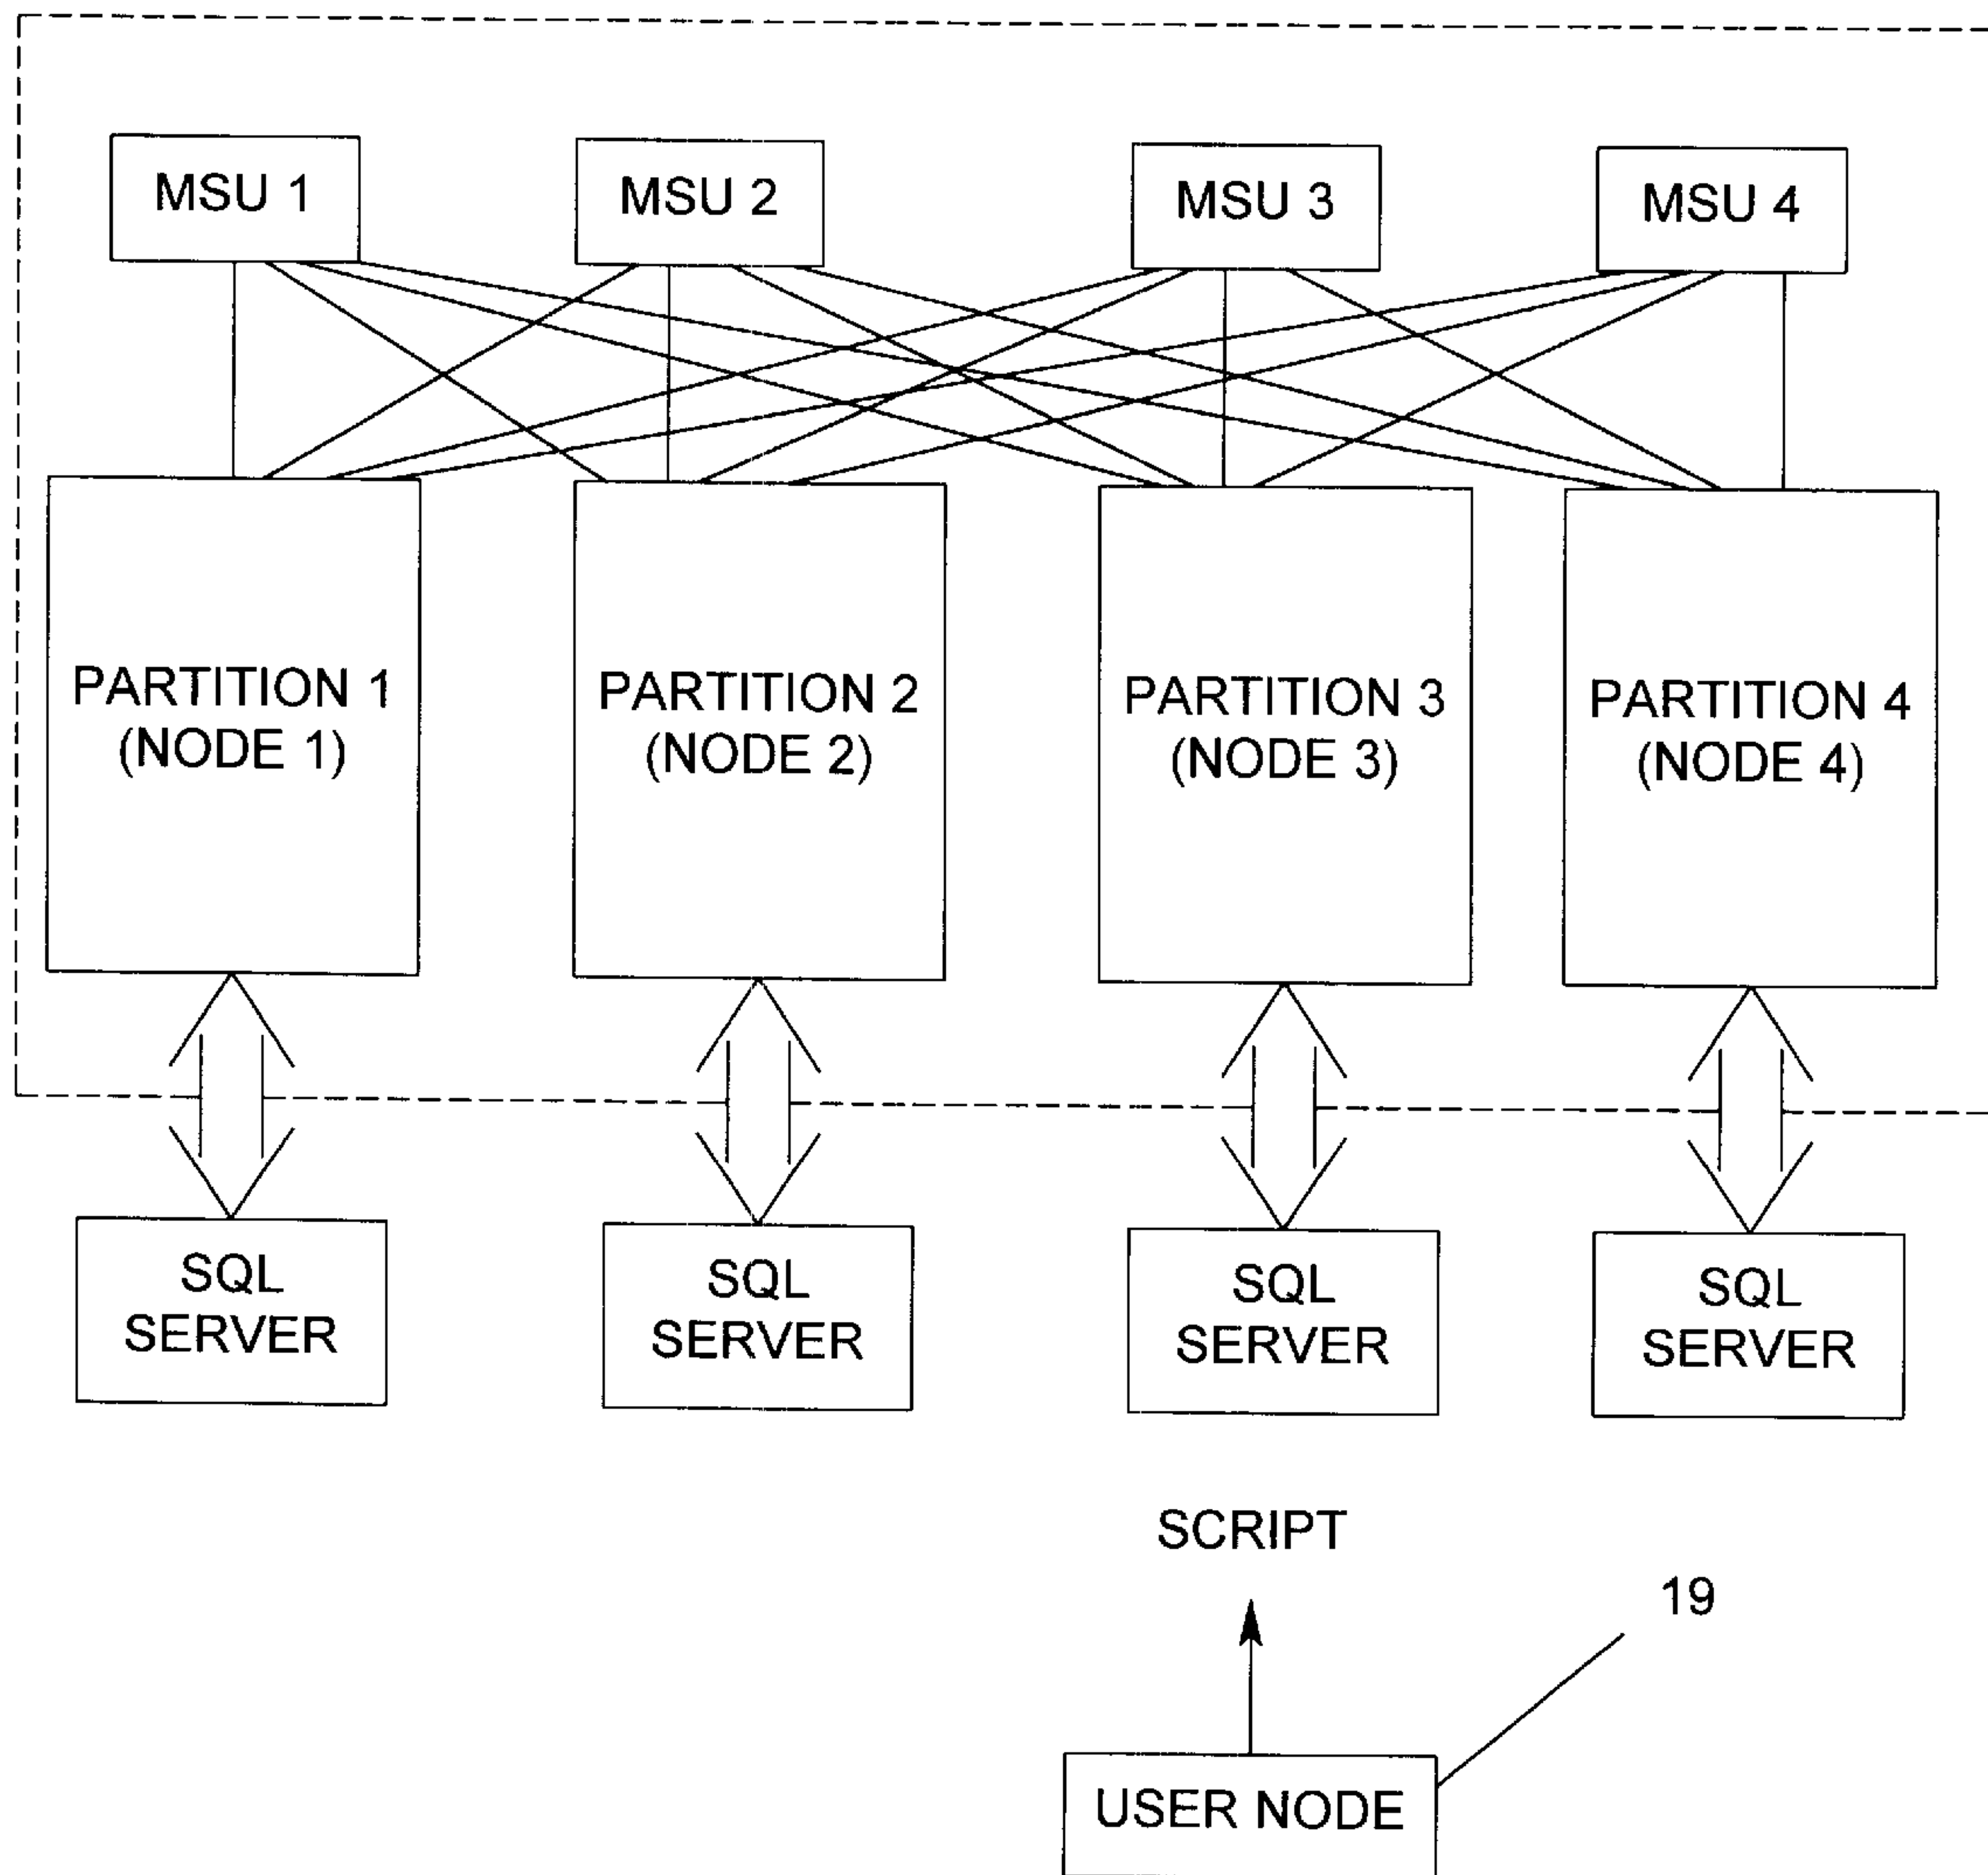 MSU 1
MSU 2
MSU 3
MSU 4
PARTITION 1
(NODE 1)
PARTITION 2
(NODE 2)
PARTITION 3
(NODE 3)
PARTITION 4
(NODE 4)
SQL
SERVER
SQL
SERVER
SQL
SERVER
SQL
SERVER
SCRIPT
19
USER NODE